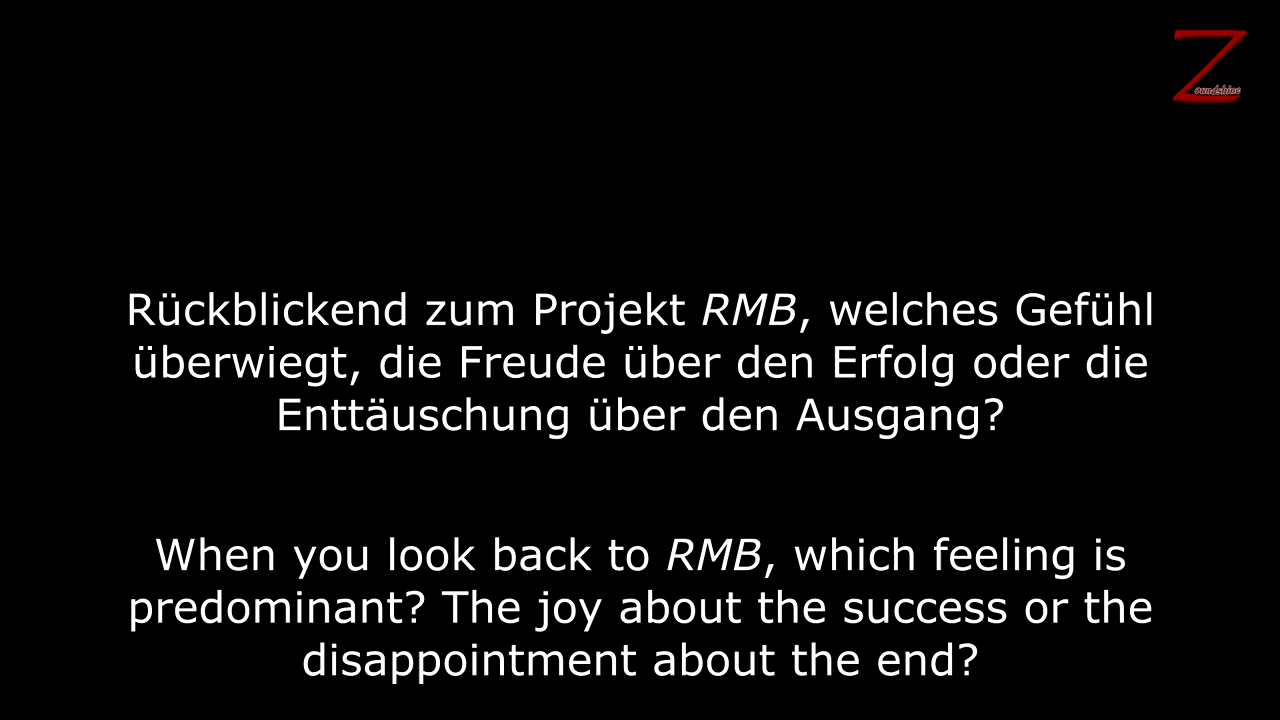 Z
oundshine
Rückblickend zum Projekt RMB, welches Gefühl
überwiegt, die Freude über den Erfolg oder die
Enttäuschung über den Ausgang?
When you look back to RMB, which feeling is
predominant? The joy about the success or the
disappointment about the end?